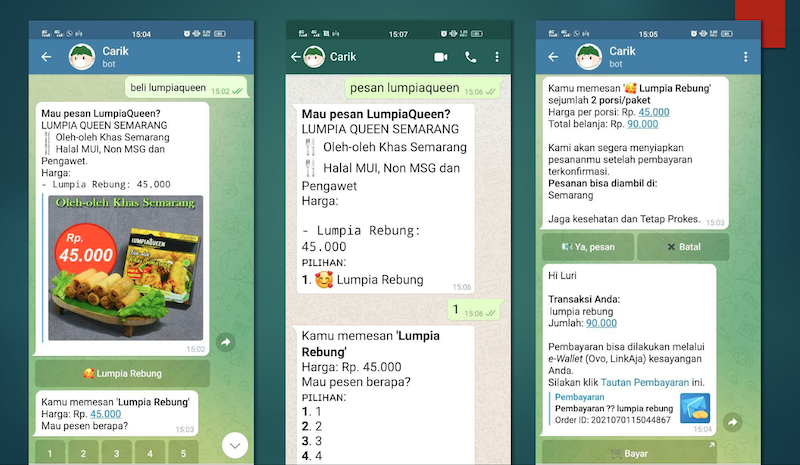 15:04
Carik
bot
beli lumpiaqueen
15:02
Mau pesan LumpiaQueen?
LUMPIA QUEEN SEMARANG
Oleh-oleh Khas Semarang
Halal MUI, Non MSG dan
Pengawet.
Harga:
- Lumpia Rebung: 45.000
Oleh-oleh Khas Semarang
Rp.
45.000
LUMPIAQUEEN
15:02
🥰 Lumpia Rebung
Kamu memesan 'Lumpia Rebung'
Harga: Rp. 45.000
Mau pesen berapa?
15:03
1 2 3 4 5
15:07
Carik
pesan lumpiaqueen
15:06
Mau pesan LumpiaQueen?
LUMPIA QUEEN SEMARANG
Oleh-oleh Khas Semarang
Halal MUI, Non MSG dan
Pengawet
Harga:
- Lumpia Rebung:
45.000
PILIHAN:
1. 🥰 Lumpia Rebung
15:06
1
15:06
Kamu memesan 'Lumpia
Rebung'
Harga: Rp. 45.000
Mau pesen berapa?
PILIHAN:
1. 1
2. 2
3. 3
4. 4
15:05
Carik
bot
Kamu memesan '🥰 Lumpia Rebung'
sejumlah 2 porsi/paket
Harga per porsi: Rp. 45.000
Total belanja: Rp. 90.000
Kami akan segera menyiapkan
pesananmu setelah pembayaran
terkonfirmasi.
Pesanan bisa diambil di:
Semarang
Jaga kesehatan dan Tetap Prokes.
15:03
Ya, pesan
Batal
Hi Luri
Transaksi Anda:
lumpia rebung
Jumlah: 90.000
Pembayaran bisa dilakukan melalui
e-Wallet (Ovo, LinkAja) kesayangan
Anda.
Silakan klik Tautan Pembayaran ini.
Pembayaran
Pembayaran ?? lumpia rebung
Order ID: 2021070115044867
15:04
Bayar